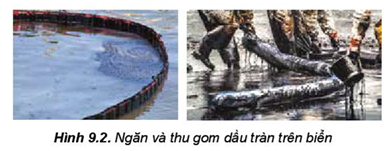 Hình 9.2. Ngăn và thu gom dầu tràn trên biển